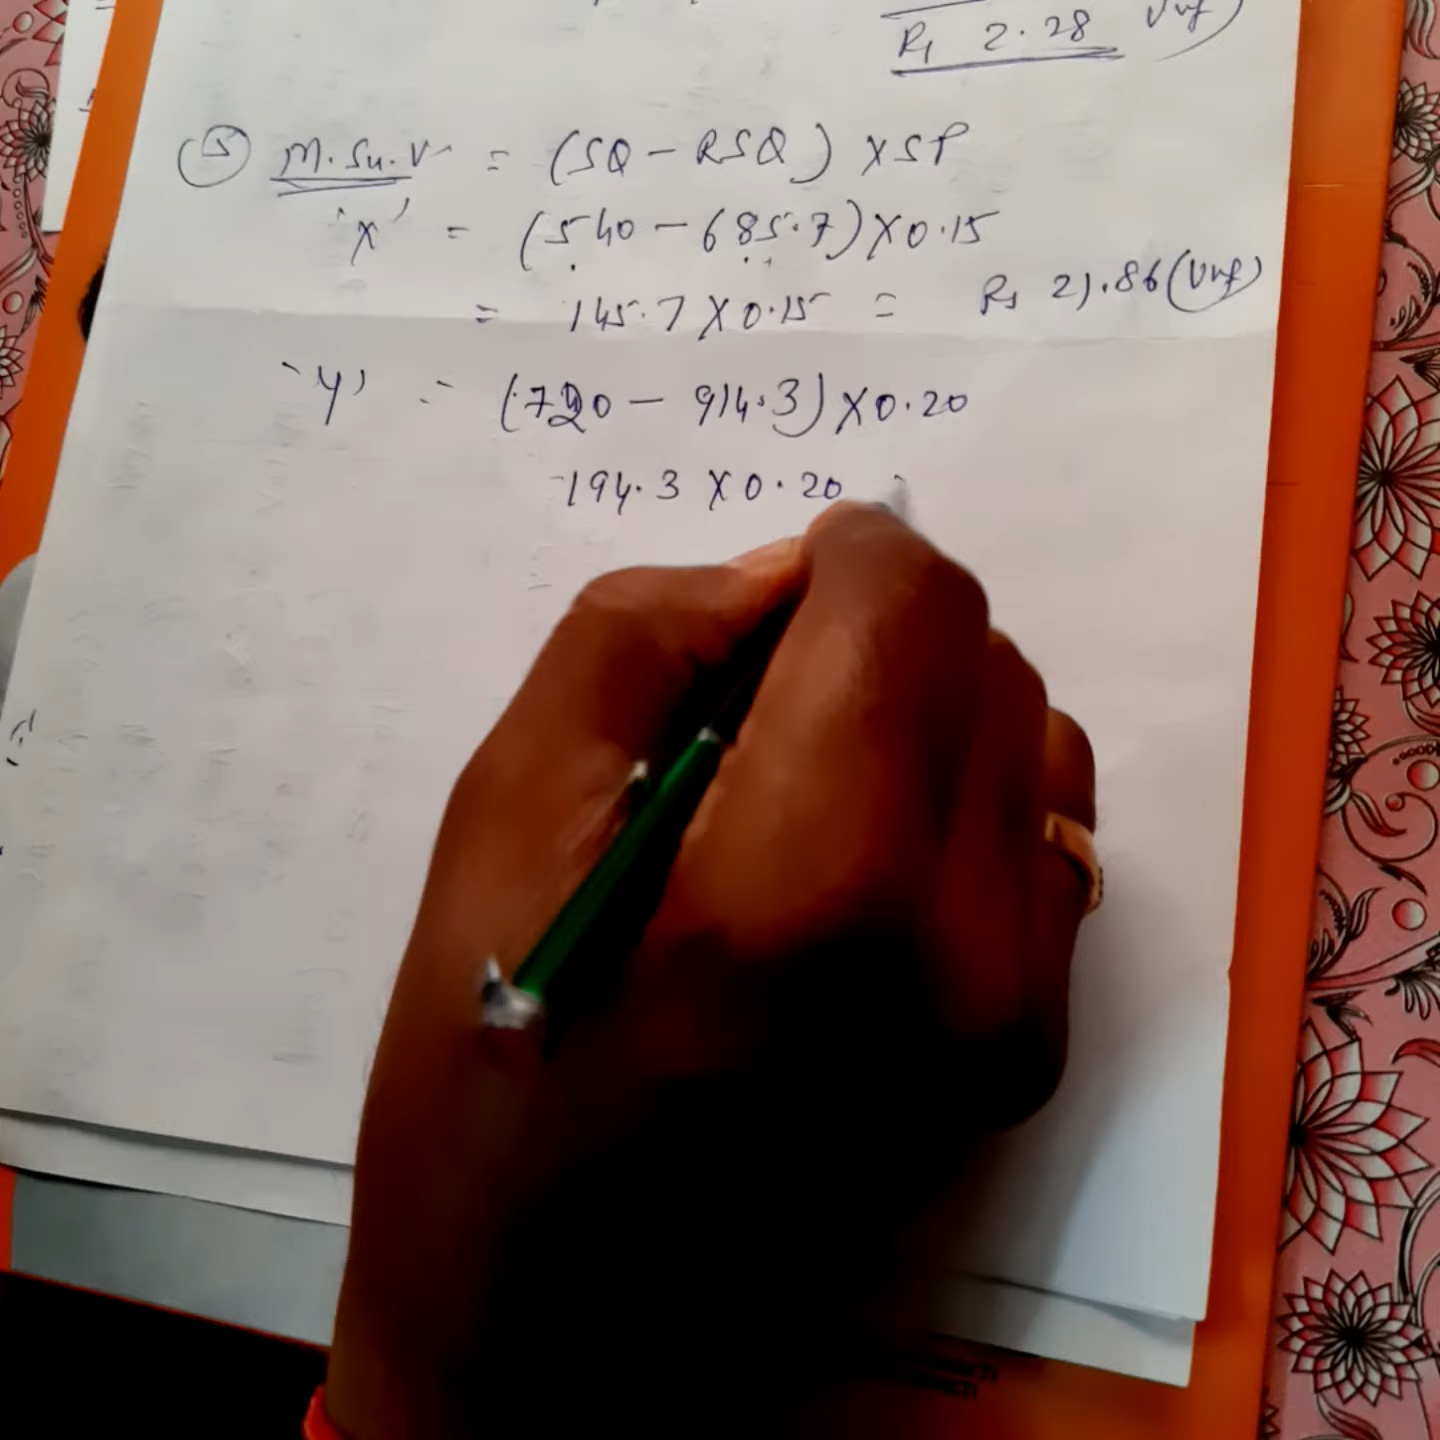 Rs 2.28 Unf)
(5) M.Su.V = (SQ - RSQ) X SP
'X' = (540 - 685.7) X 0.15
= 145.7 X 0.15 = Rs 21.86 (Unf)
'Y' = (720 - 914.3) X 0.20
194.3 X 0.20